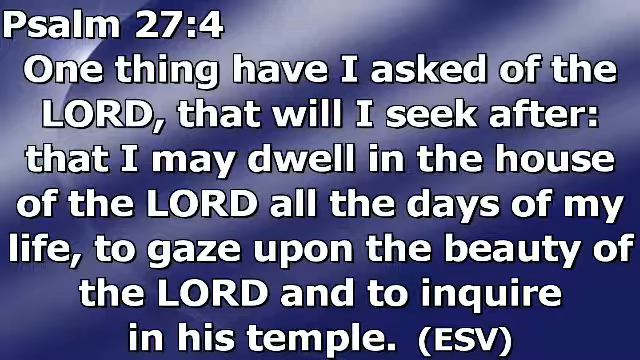 Psalm 27:4
One thing have I asked of the
LORD, that will I seek after:
that I may dwell in the house
of the LORD all the days of my
life, to gaze upon the beauty of
the LORD and to inquire
in his temple. (ESV)